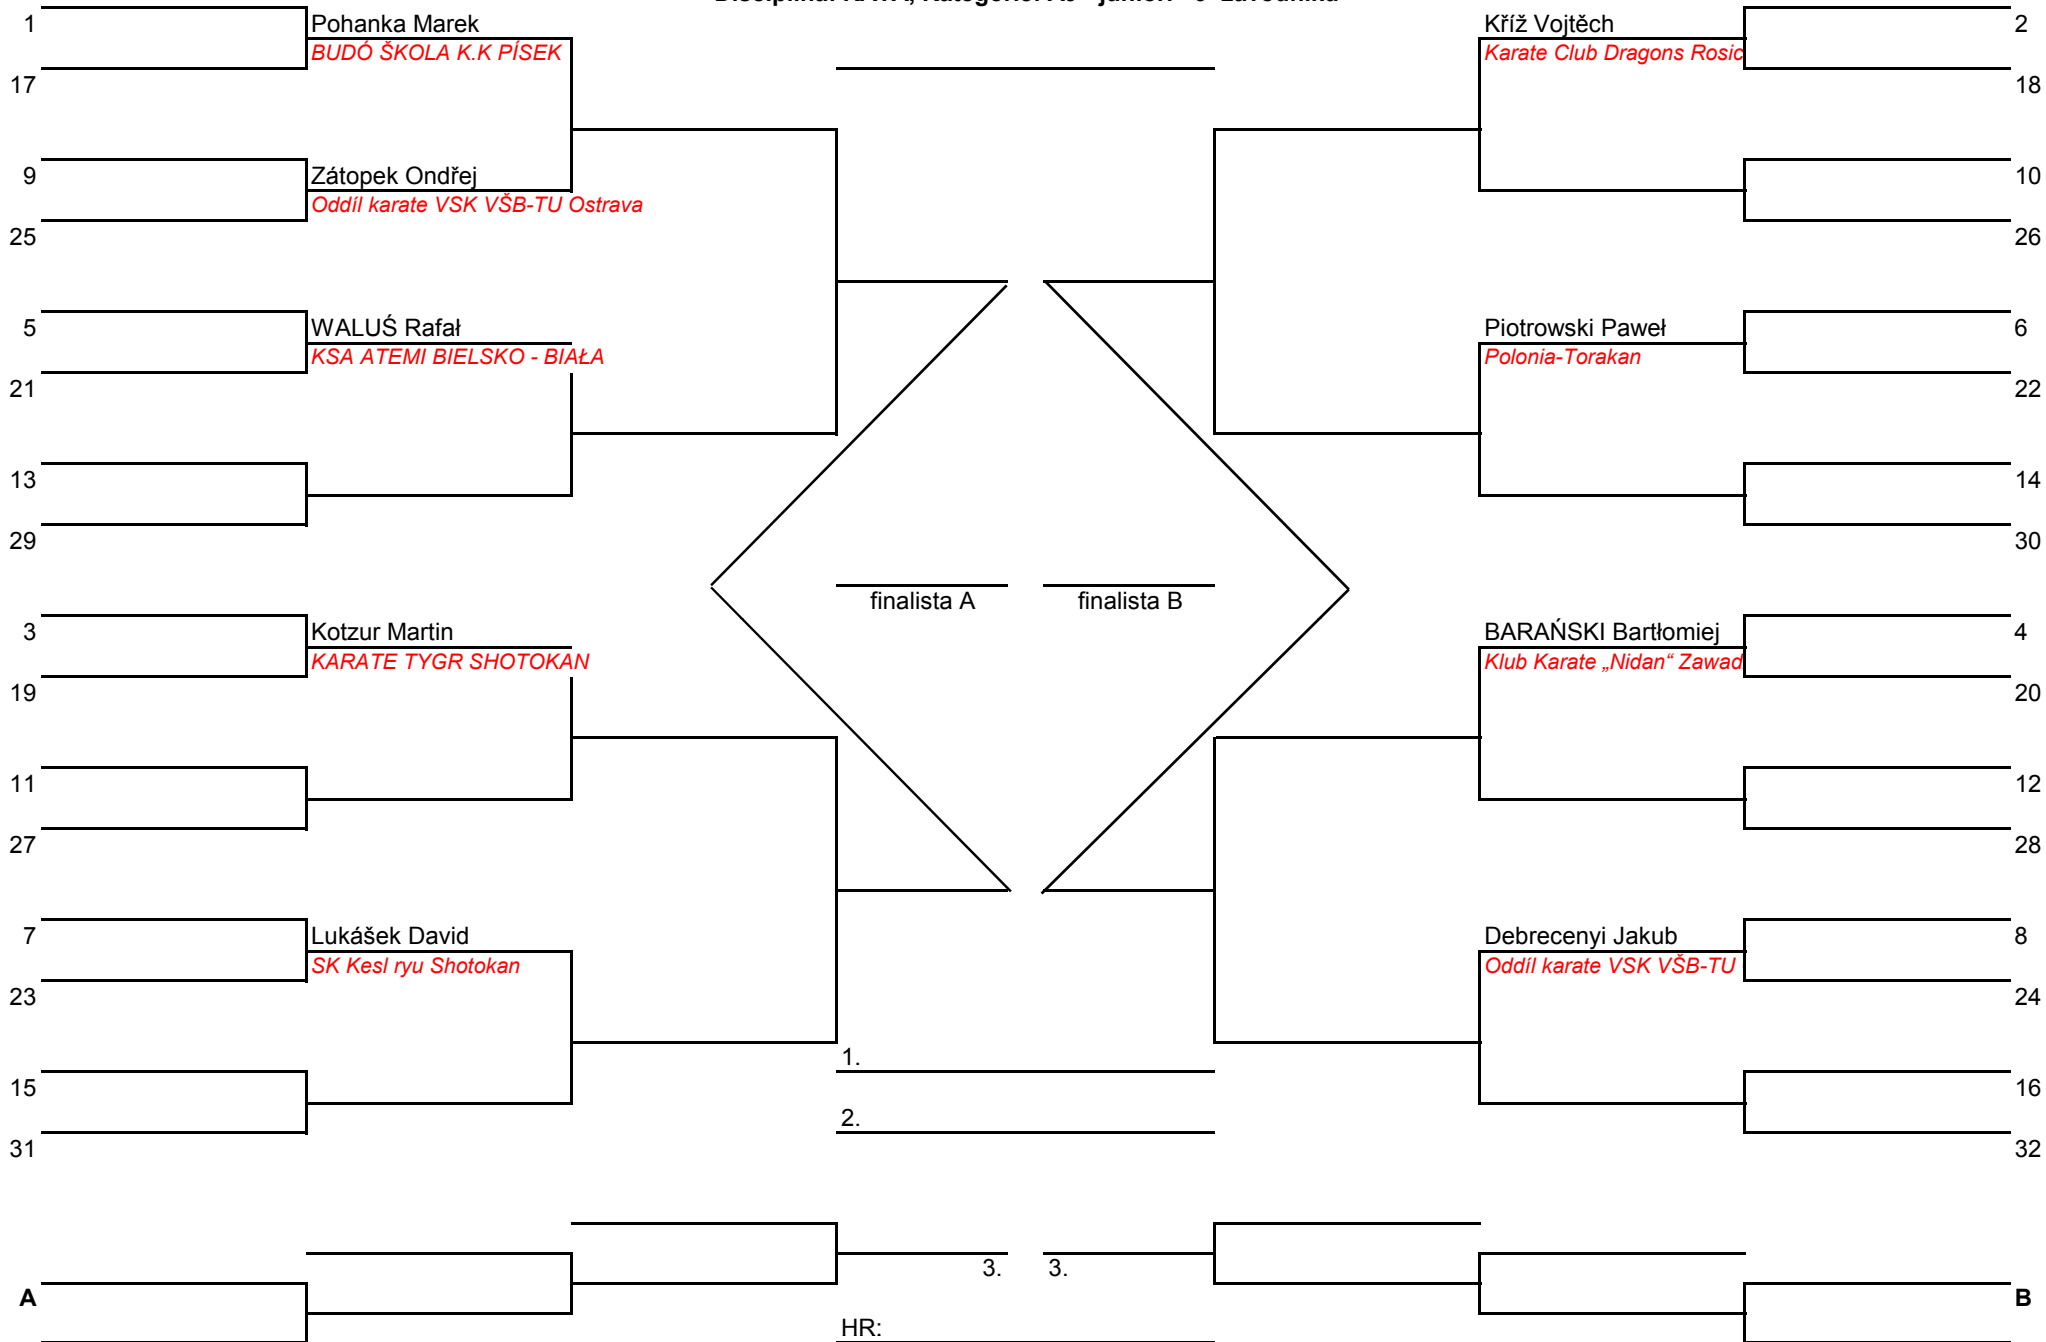 1
Pohanka Marek
BUDÓ ŠKOLA K.K PÍSEK
17
9
Zátopek Ondřej
Oddíl karate VSK VŠB-TU Ostrava
25
5
WALUŚ Rafał
KSA ATEMI BIELSKO - BIAŁA
21
13
29
3
Kotzur Martin
KARATE TYGR SHOTOKAN
19
11
27
7
Lukášek David
SK Kesl ryu Shotokan
23
15
31
A
finalista A
finalista B
1.
2.
3.
3.
HR:
Kříž Vojtěch
2
Karate Club Dragons Rosic
18
10
26
Piotrowski Paweł
6
Polonia-Torakan
22
14
30
BARAŃSKI Bartłomiej
4
Klub Karate „Nidan“ Zawad
20
12
28
Debrecenyi Jakub
8
Oddíl karate VSK VŠB-TU
24
16
32
B